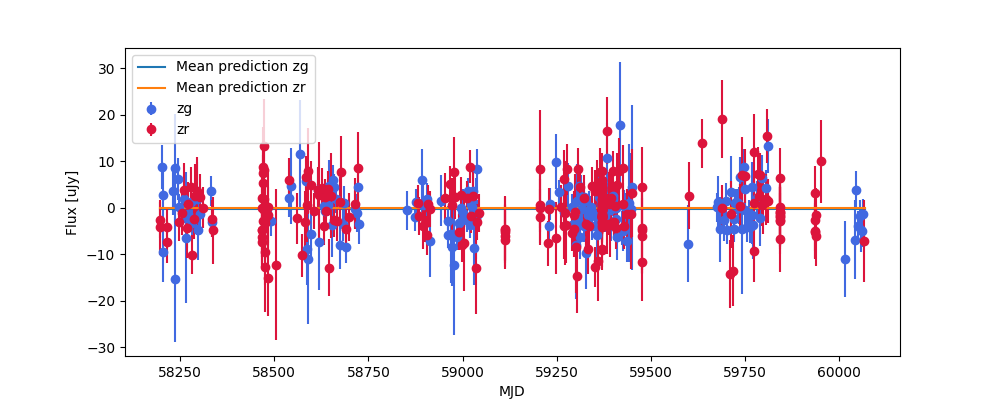 Mean prediction zg
Mean prediction zr
zg
zr
Flux [uJy]
30
20
10
0
−10
−20
−30
58250
58500
58750
59000
59250
59500
59750
60000
MJD